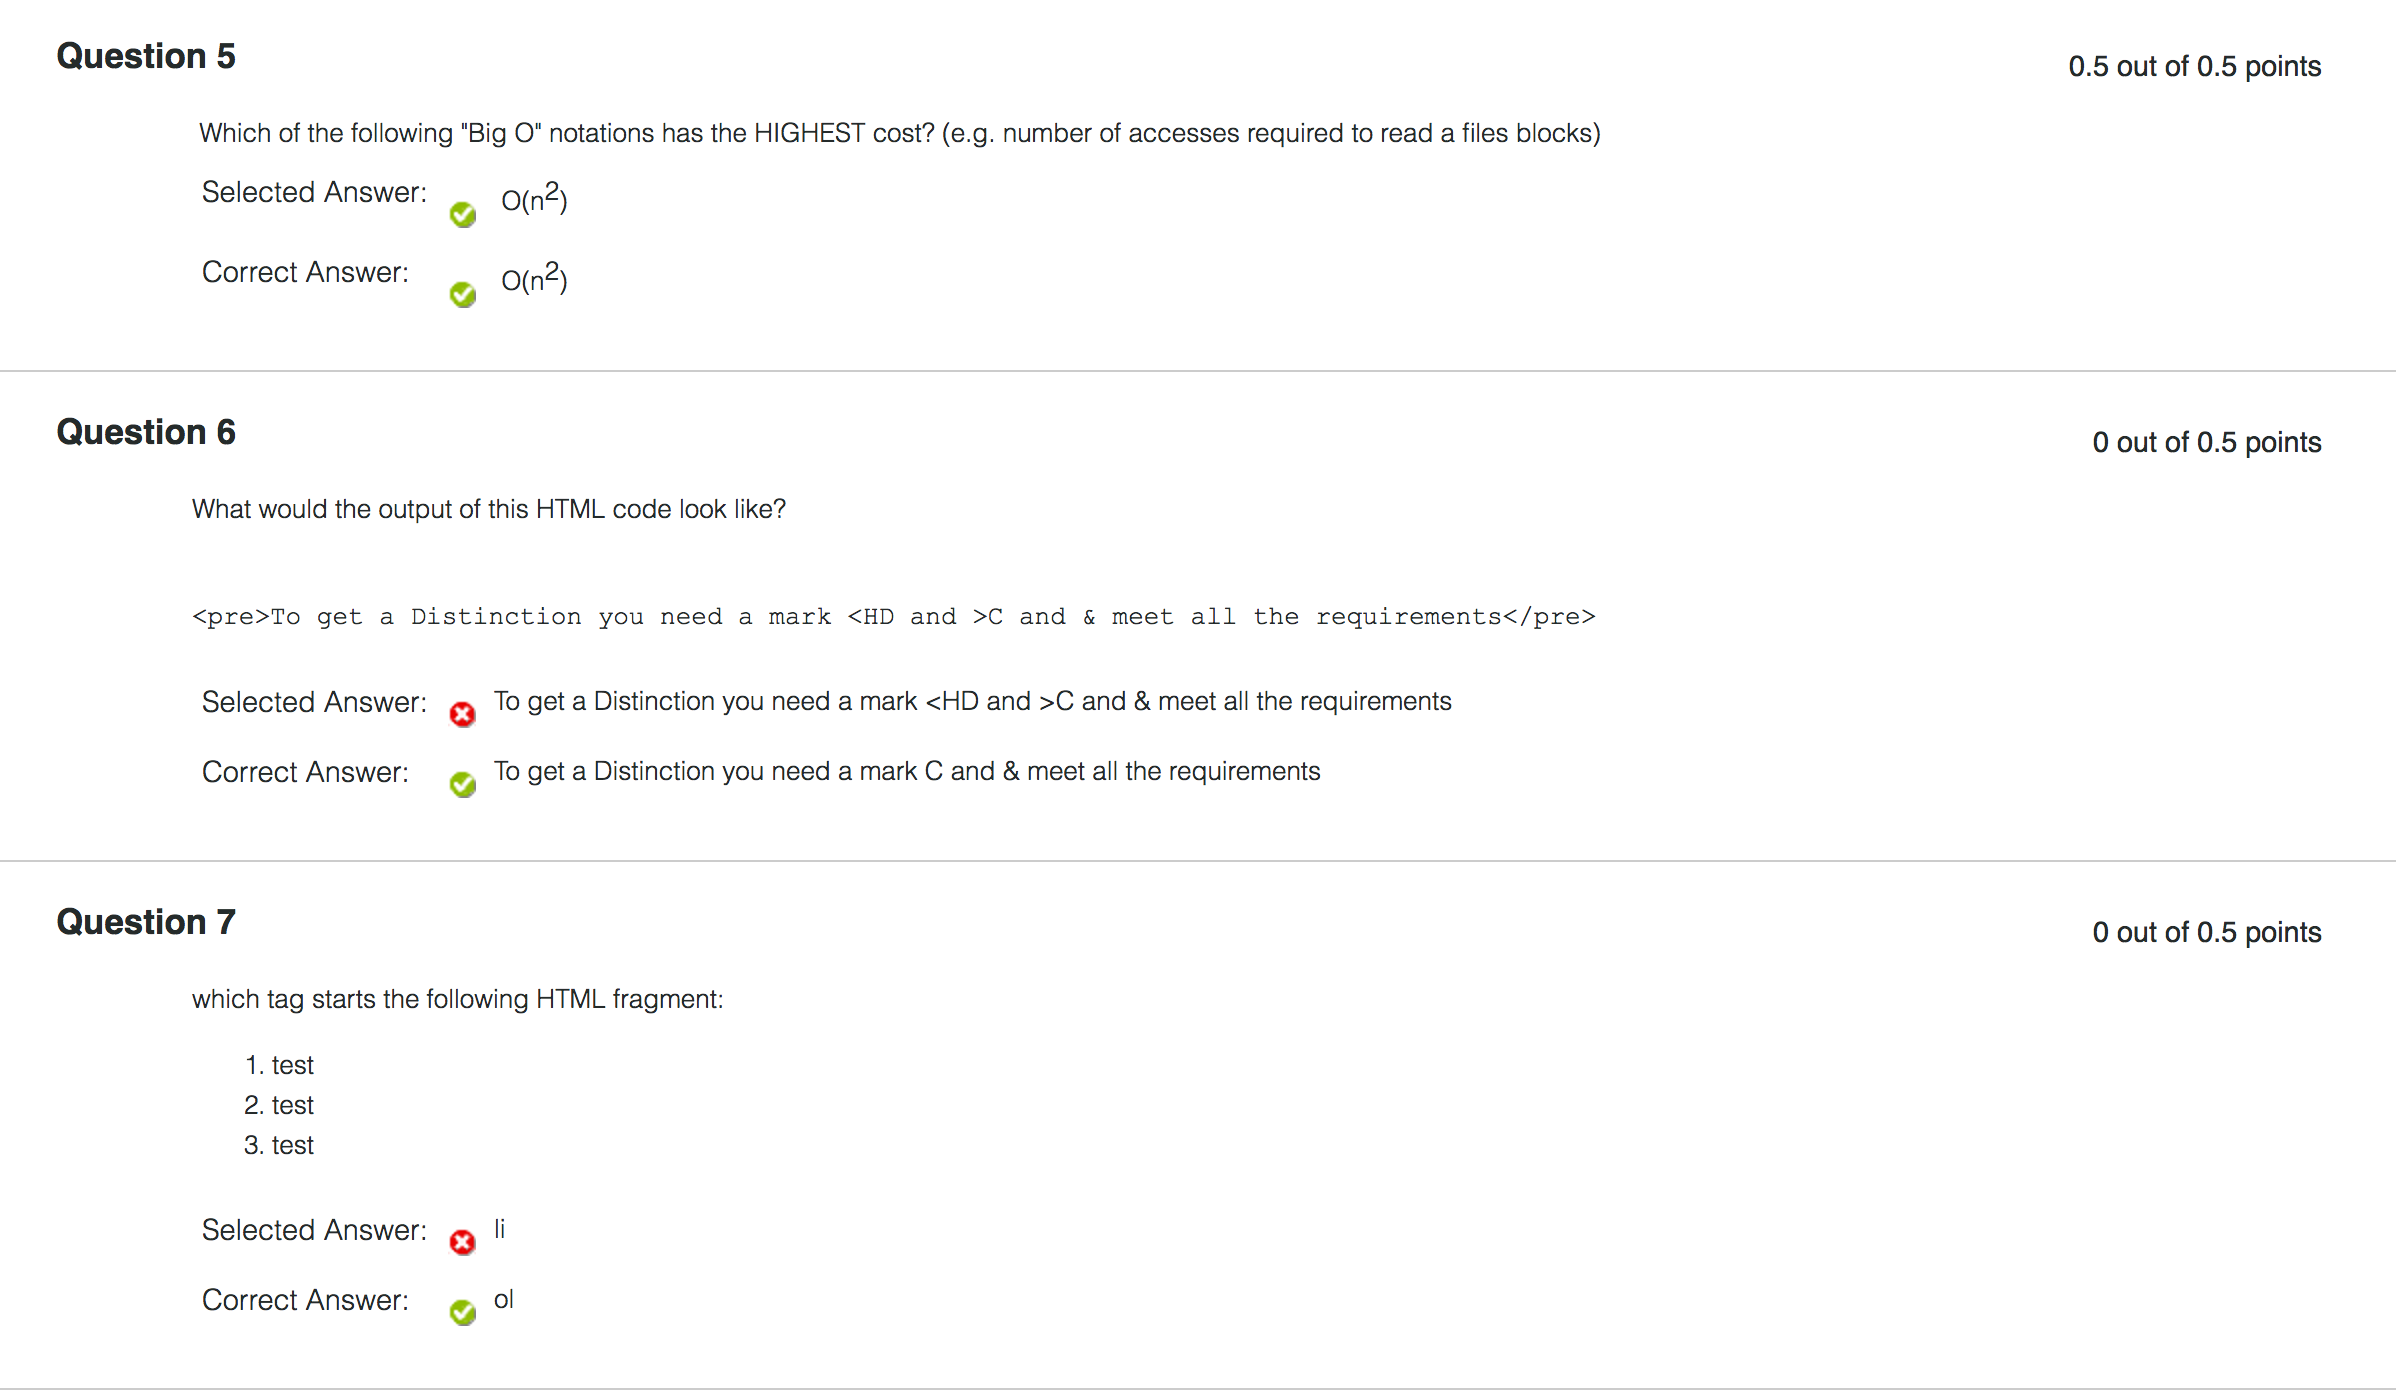 Question 5
0.5 out of 0.5 points
Which of the following "Big O" notations has the HIGHEST cost? (e.g. number of accesses required to read a files blocks)
Selected Answer: O(n²)
Correct Answer: O(n²)
Question 6
0 out of 0.5 points
What would the output of this HTML code look like?
<pre>To get a Distinction you need a mark <HD and >C and & meet all the requirements</pre>
Selected Answer: To get a Distinction you need a mark <HD and >C and & meet all the requirements
Correct Answer: To get a Distinction you need a mark C and & meet all the requirements
Question 7
0 out of 0.5 points
which tag starts the following HTML fragment:
1. test
2. test
3. test
Selected Answer: li
Correct Answer: ol